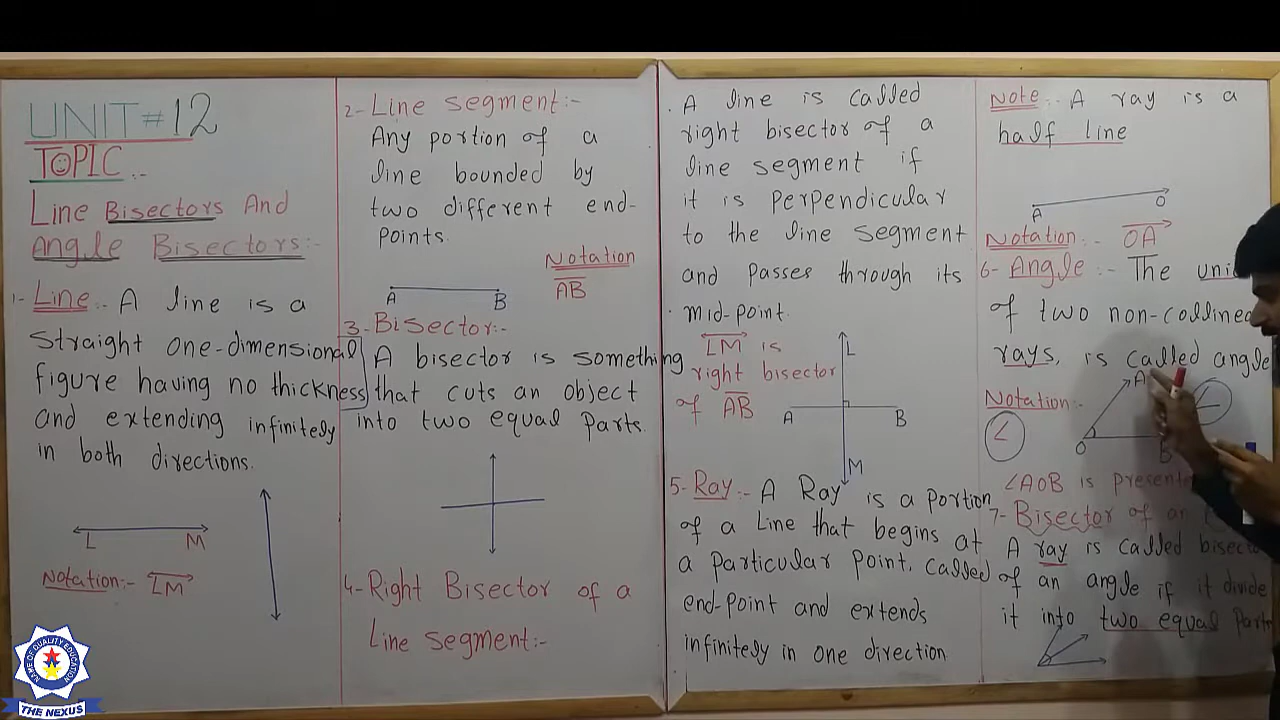 UNIT#12
TOPIC:-
Line Bisectors And
Angle Bisectors:-
1- Line:- A line is a
straight one-dimensional
figure having no thickness
and extending infinitely
in both directions.
L M
Notation:- LM
2- Line segment:-
Any portion of a
line bounded by
two different end-
points.
Notation
AB
A B
3- Bisector:-
A bisector is something
that cuts an object
into two equal parts.
4- Right Bisector of a
Line segment:-
A line is called
right bisector of a
line segment if
it is perpendicular
to the line segment
and passes through its
mid-point.
LM is
right bisector
of AB
L
A B
M
5- Ray:- A Ray is a portion
of a Line that begins at
a particular point, called
end-point and extends
infinitely in one direction
Note:- A ray is a
half line
A O
Notation:- OA
6- Angle:- The
of two
rays, is called angle
Notation:-
∠
A
O
B
∠AOB is
7- Bisector of
A ray is called
of an angle if it divide
it into two equal parts
NAME OF QUALITY EDUCATION
THE NEXUS